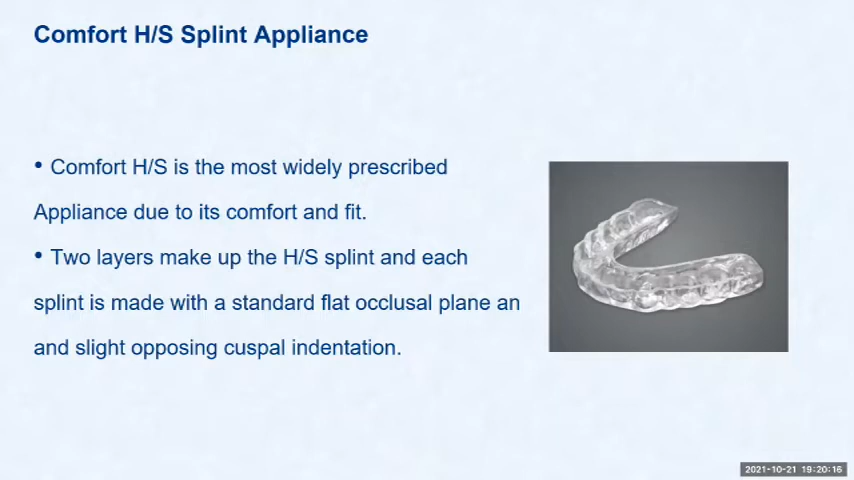 Comfort H/S Splint Appliance
• Comfort H/S is the most widely prescribed
Appliance due to its comfort and fit.
• Two layers make up the H/S splint and each
splint is made with a standard flat occlusal plane an
and slight opposing cuspal indentation.
2021-10-21 19:20:16